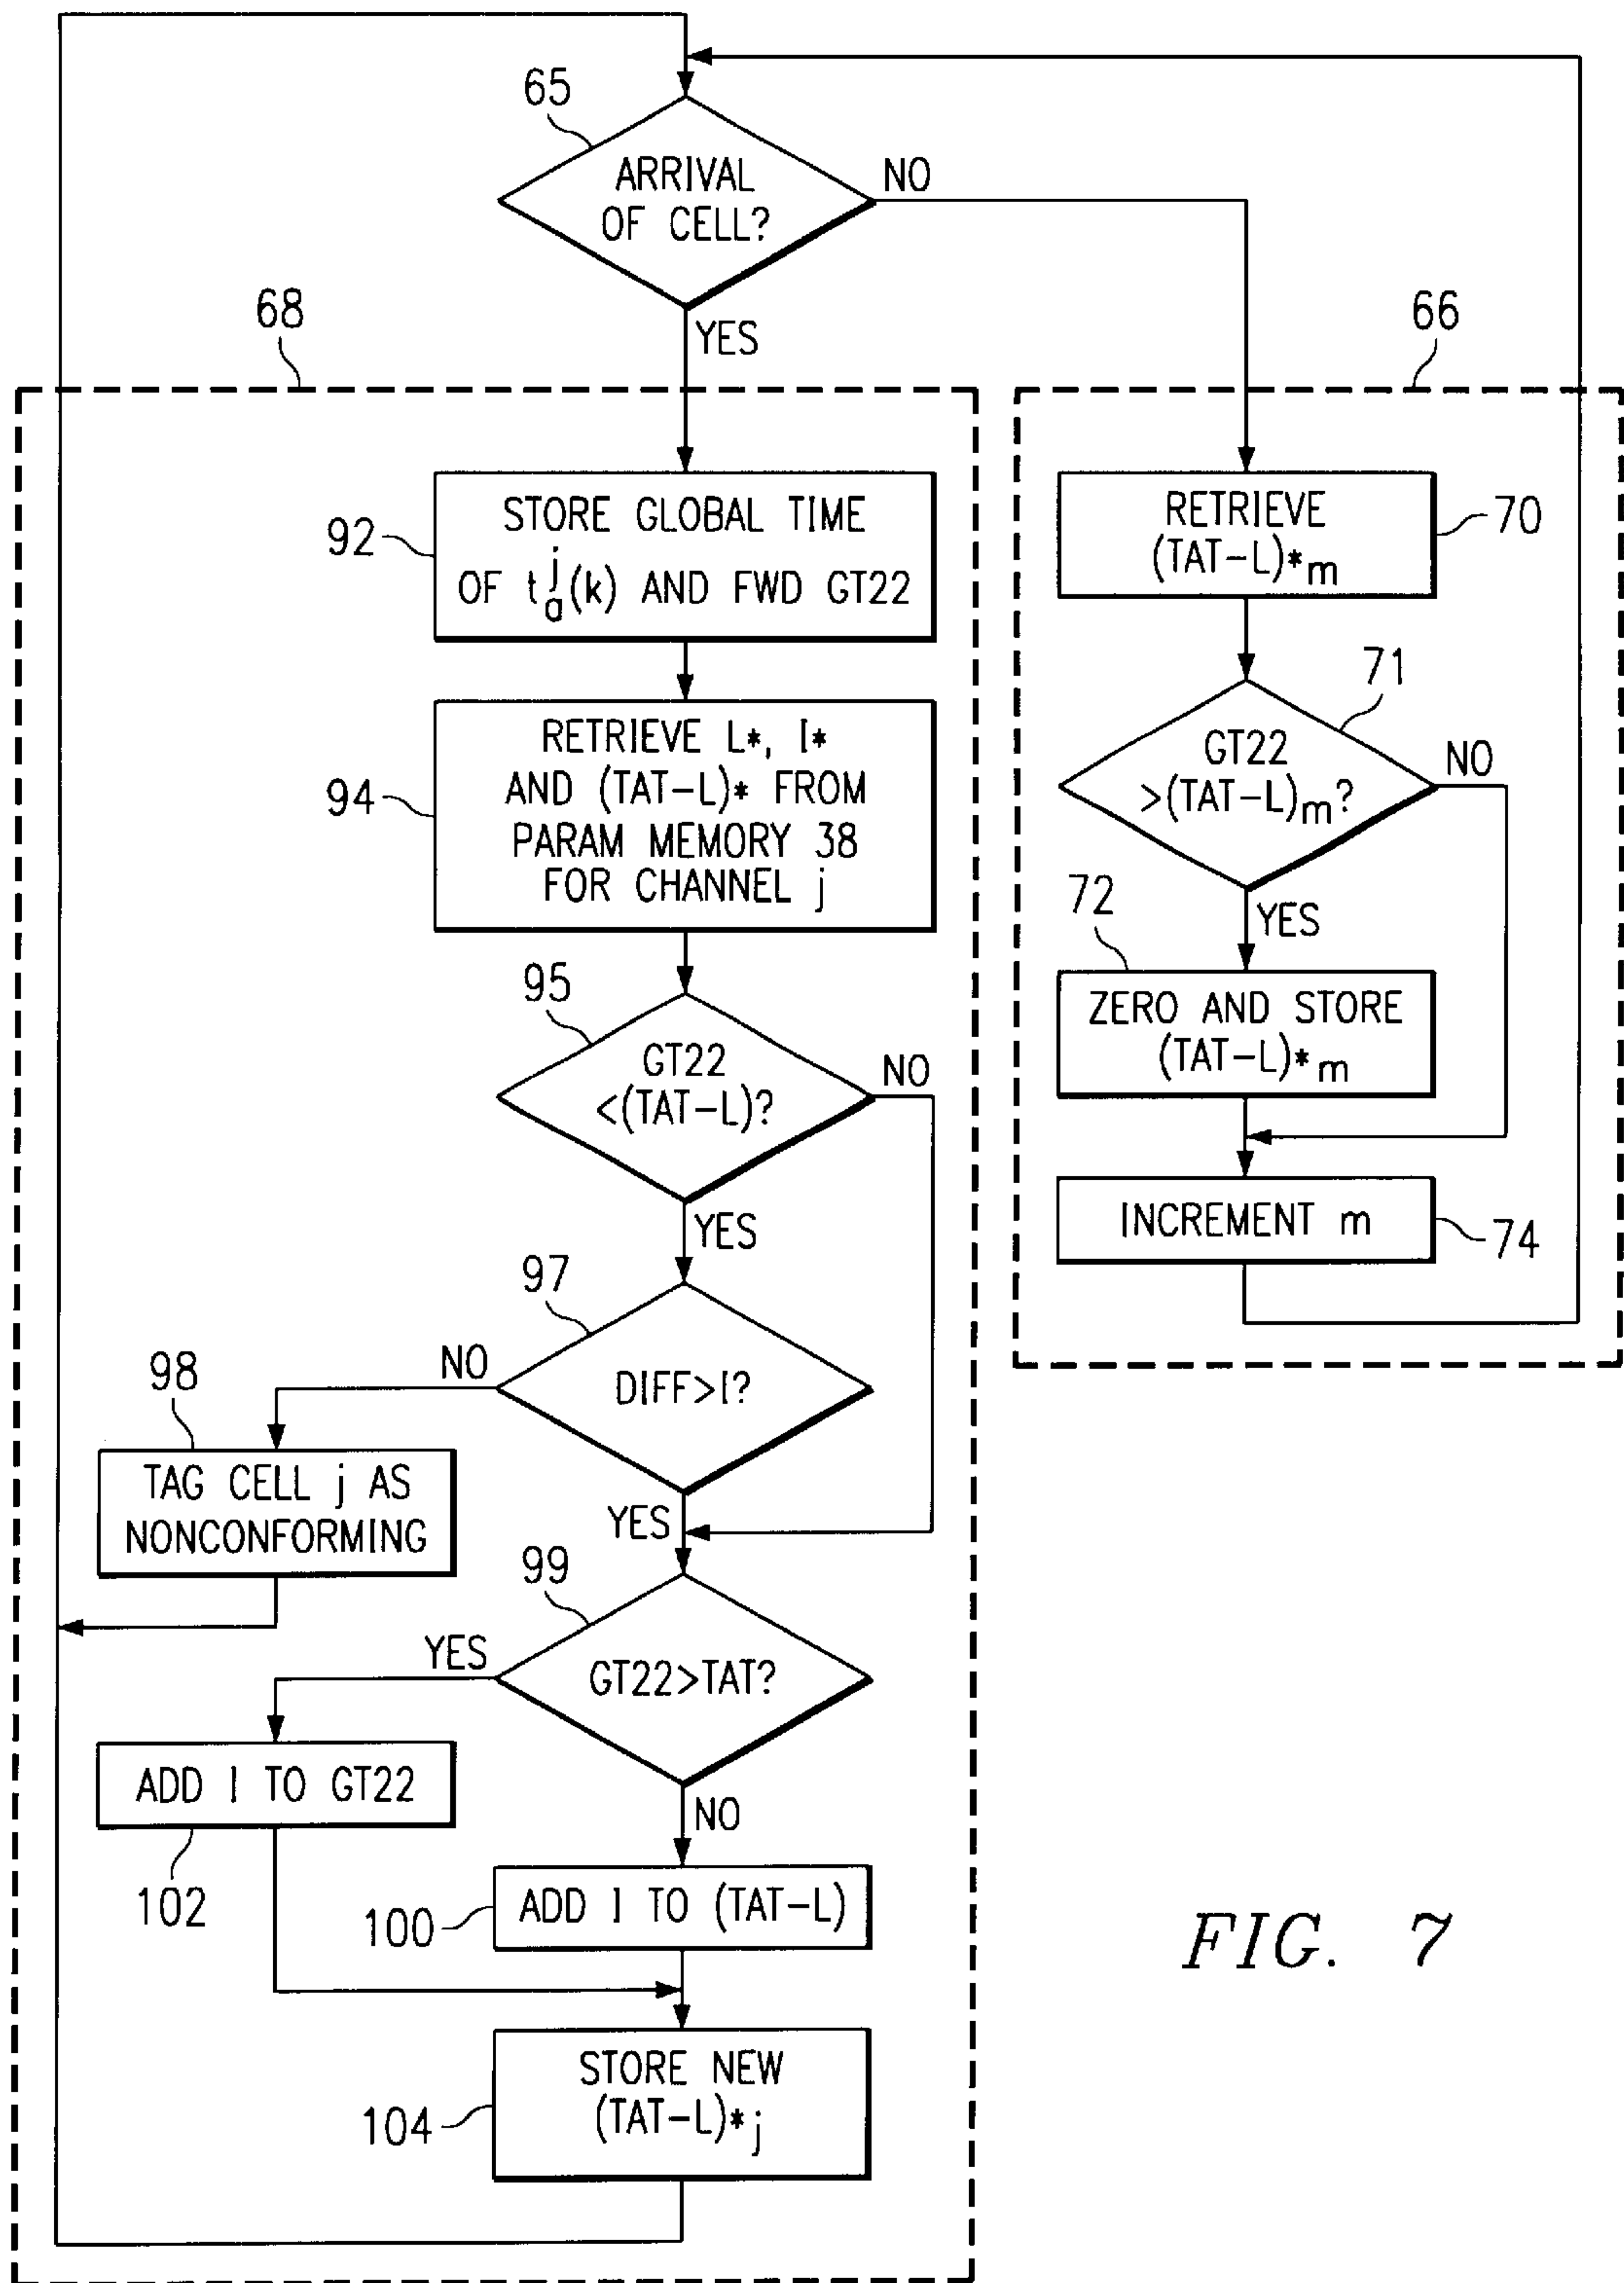 65
ARRIVAL
OF CELL?
NO
YES
68
66
92
STORE GLOBAL TIME
OF t_a^j(k) AND FWD GT22
94
RETRIEVE L*, I*
AND (TAT-L)* FROM
PARAM MEMORY 38
FOR CHANNEL j
95
GT22
<(TAT-L)?
NO
YES
97
DIFF>I?
NO
YES
98
TAG CELL j AS
NONCONFORMING
99
GT22>TAT?
YES
NO
ADD I TO GT22
102
100
ADD I TO (TAT-L)
104
STORE NEW
(TAT-L)*j
RETRIEVE
(TAT-L)*m
70
71
GT22
>(TAT-L)m?
NO
YES
72
ZERO AND STORE
(TAT-L)*m
INCREMENT m
74
FIG. 7